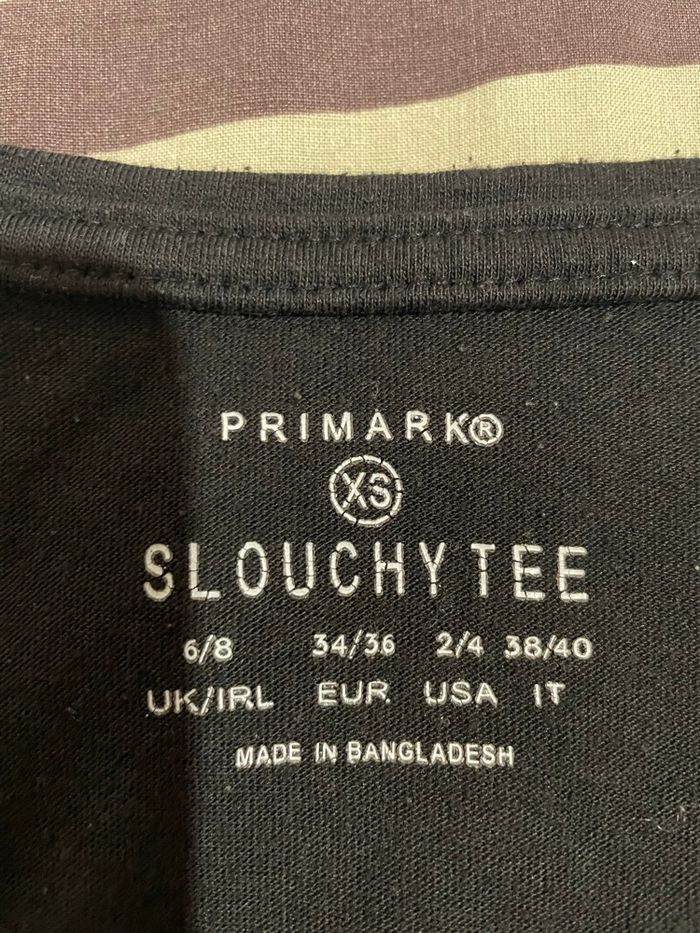 PRIMARK®
XS
SLOUCHY TEE
6/8 34/36 2/4 38/40
UK/IRL EUR USA IT
MADE IN BANGLADESH